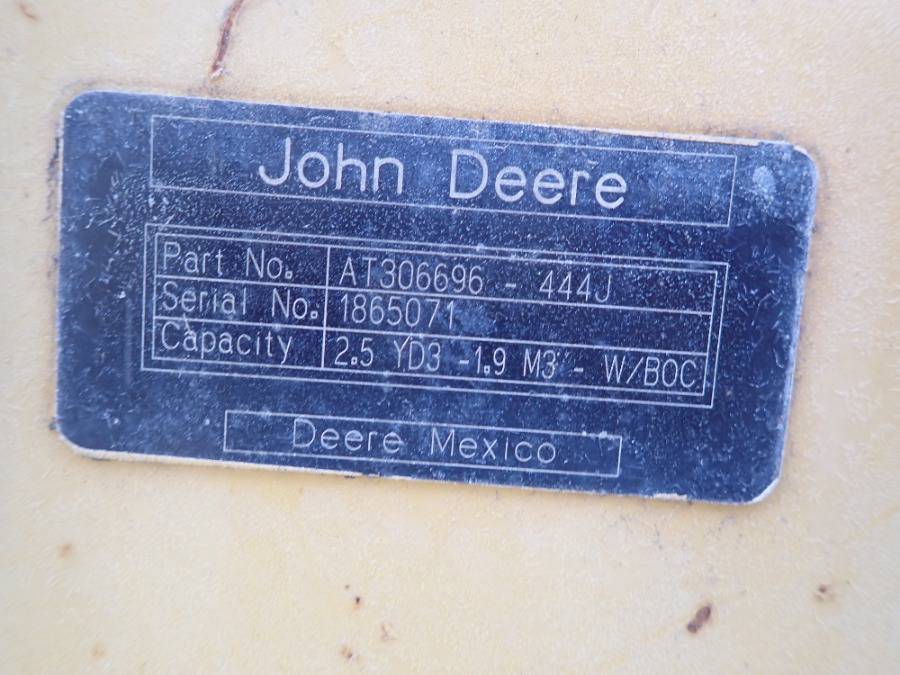 John Deere
Part No. AT306696 - 444J
Serial No. 1865071
Capacity 2.5 YD3 -1.9 M3 - W/BOC
Deere Mexico